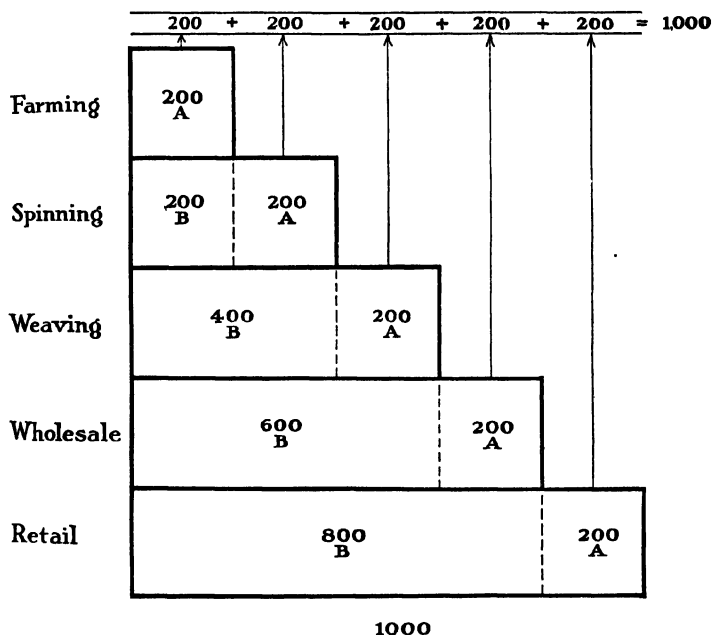 200 + 200 + 200 + 200 + 200 = 1,000
Farming
200
A
Spinning
200 200
B A
Weaving
400 200
B A
Wholesale
600 200
B A
Retail
800 200
B A
1000